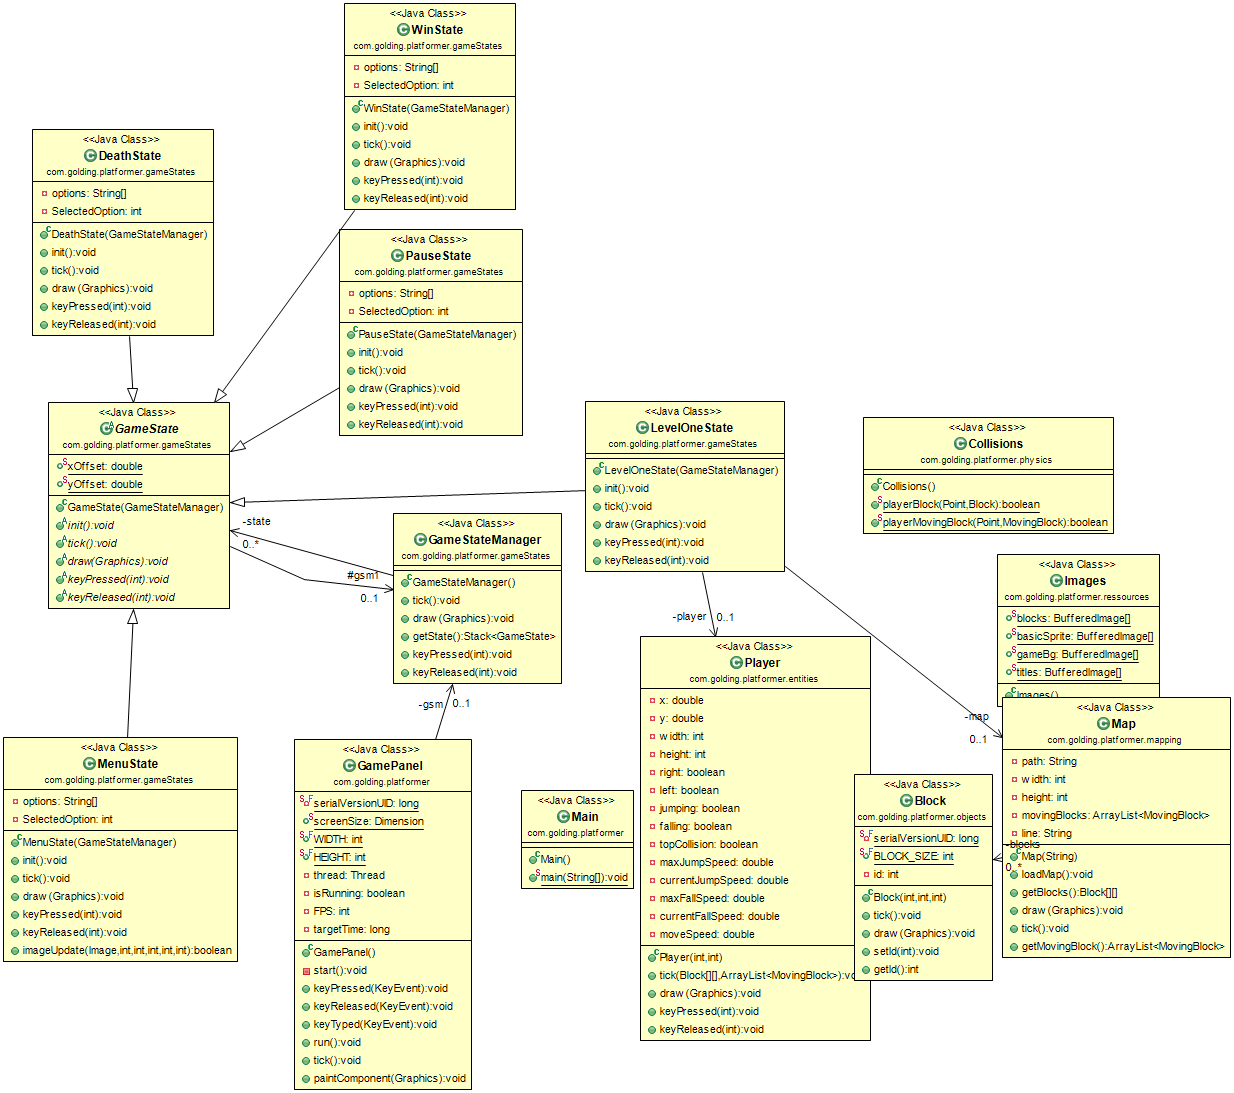 <<Java Class>>
WinState
com.golding.platformer.gameStates
options: String[]
SelectedOption: int
WinState(GameStateManager)
init():void
tick():void
draw(Graphics):void
keyPressed(int):void
keyReleased(int):void
<<Java Class>>
DeathState
com.golding.platformer.gameStates
options: String[]
SelectedOption: int
DeathState(GameStateManager)
init():void
tick():void
draw(Graphics):void
keyPressed(int):void
keyReleased(int):void
<<Java Class>>
PauseState
com.golding.platformer.gameStates
options: String[]
SelectedOption: int
PauseState(GameStateManager)
init():void
tick():void
draw(Graphics):void
keyPressed(int):void
keyReleased(int):void
<<Java Class>>
GameState
com.golding.platformer.gameStates
xOffset: double
yOffset: double
GameState(GameStateManager)
init():void
tick():void
draw(Graphics):void
keyPressed(int):void
keyReleased(int):void
-state
0..*
#gsm1
0..1
<<Java Class>>
GameStateManager
com.golding.platformer.gameStates
GameStateManager()
tick():void
draw(Graphics):void
getState():Stack<GameState>
keyPressed(int):void
keyReleased(int):void
-gsm
0..1
<<Java Class>>
LevelOneState
com.golding.platformer.gameStates
LevelOneState(GameStateManager)
init():void
tick():void
draw(Graphics):void
keyPressed(int):void
keyReleased(int):void
-player
0..1
-map
0..1
<<Java Class>>
Collisions
com.golding.platformer.physics
Collisions()
playerBlock(Point,Block):boolean
playerMovingBlock(Point,MovingBlock):boolean
<<Java Class>>
Images
com.golding.platformer.ressources
blocks: BufferedImage[]
basicSprite: BufferedImage[]
gameBg: BufferedImage[]
titles: BufferedImage[]
Images()
<<Java Class>>
MenuState
com.golding.platformer.gameStates
options: String[]
SelectedOption: int
MenuState(GameStateManager)
init():void
tick():void
draw(Graphics):void
keyPressed(int):void
keyReleased(int):void
imageUpdate(Image,int,int,int,int,int):boolean
<<Java Class>>
GamePanel
com.golding.platformer
serialVersionUID: long
screenSize: Dimension
WIDTH: int
HEIGHT: int
thread: Thread
isRunning: boolean
FPS: int
targetTime: long
GamePanel()
start():void
keyPressed(KeyEvent):void
keyReleased(KeyEvent):void
keyTyped(KeyEvent):void
run():void
tick():void
paintComponent(Graphics):void
<<Java Class>>
Main
com.golding.platformer
Main()
main(String[]):void
<<Java Class>>
Player
com.golding.platformer.entities
x: double
y: double
width: int
height: int
right: boolean
left: boolean
jumping: boolean
falling: boolean
topCollision: boolean
maxJumpSpeed: double
currentJumpSpeed: double
maxFallSpeed: double
currentFallSpeed: double
moveSpeed: double
Player(int,int)
tick(Block[][],ArrayList<MovingBlock>):vo
draw(Graphics):void
keyPressed(int):void
keyReleased(int):void
<<Java Class>>
Block
com.golding.platformer.objects
serialVersionUID: long
BLOCK_SIZE: int
id: int
Block(int,int,int)
tick():void
draw(Graphics):void
setId(int):void
getId():int
-blocks
0..*
<<Java Class>>
Map
com.golding.platformer.mapping
path: String
width: int
height: int
movingBlocks: ArrayList<MovingBlock>
line: String
Map(String)
loadMap():void
getBlocks():Block[][]
draw(Graphics):void
tick():void
getMovingBlock():ArrayList<MovingBlock>